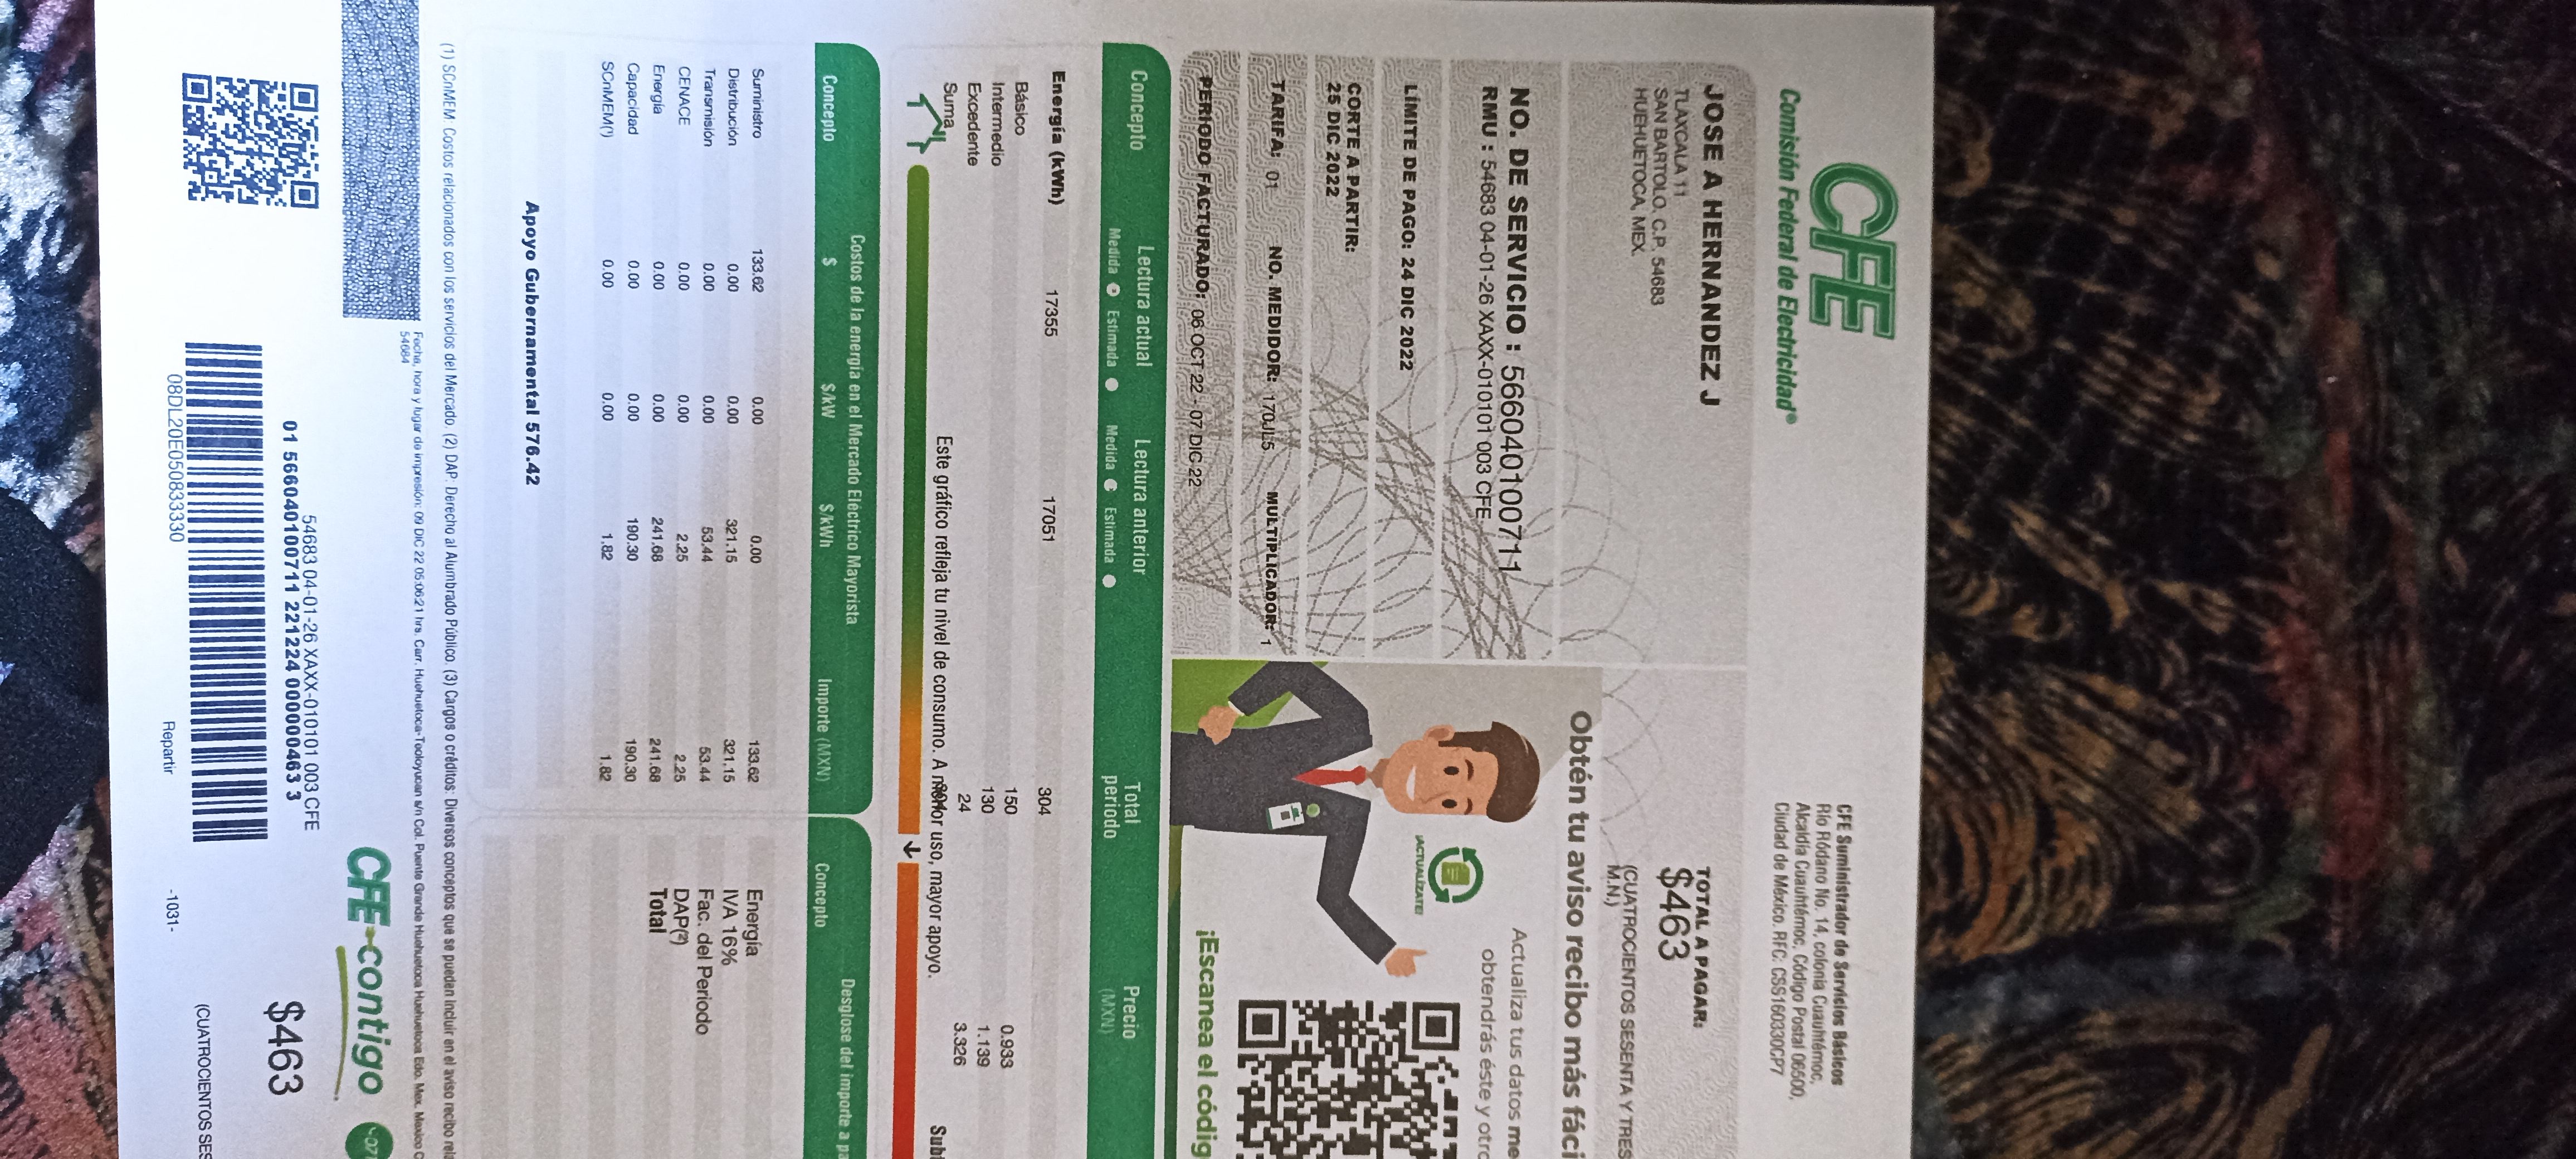 CFE
Comisión Federal de Electricidad®
CFE Suministrador de Servicios Básicos
Río Ródano No. 14, colonia Cuauhtémoc,
Alcaldía Cuauhtémoc, Código Postal 06500,
Ciudad de México. RFC: CSS160330CP7
JOSE A HERNANDEZ J
TLAXCALA 11
SAN BARTOLO, C.P. 54683
HUEHUETOCA, MEX.
TOTAL A PAGAR:
$463
(CUATROCIENTOS SESENTA Y TRES
M.N.)
NO. DE SERVICIO : 566040100711
RMU : 54683 04-01-26 XAXX-010101 003 CFE
LÍMITE DE PAGO: 24 DIC 2022
CORTE A PARTIR:
25 DIC 2022
TARIFA: 01 NO. MEDIDOR: 170JL5 MULTIPLICADOR: 1
PERIODO FACTURADO: 06 OCT 22 - 07 DIC 22
Obtén tu aviso recibo más fáci
Actualiza tus datos me
obtendrás éste y otro
¡ACTUALÍZATE!
¡Escanea el códig
Concepto Lectura actual Lectura anterior Total periodo Precio (MXN)
Medida Estimada Medida Estimada
Energía (kWh) 17355 17051 304
Básico 150 0.933
Intermedio 130 1.139
Excedente 24 3.326
Suma 304 Subt
Este gráfico refleja tu nivel de consumo. A menor uso, mayor apoyo.
Costos de la energía en el Mercado Eléctrico Mayorista
Concepto $ $/kW $/kWh Importe (MXN)
Suministro 133.62 0.00 0.00 133.62
Distribución 0.00 0.00 321.15 321.15
Transmisión 0.00 0.00 53.44 53.44
CENACE 0.00 0.00 2.25 2.25
Energía 0.00 0.00 241.68 241.68
Capacidad 0.00 0.00 190.30 190.30
SCnMEM(¹) 0.00 0.00 1.82 1.82
Apoyo Gubernamental 576.42
Desglose del importe a pa
Concepto
Energía
IVA 16%
Fac. del Periodo
DAP(²)
Total
(1) SCnMEM: Costos relacionados con los servicios del Mercado. (2) DAP: Derecho al Alumbrado Público. (3) Cargos o créditos: Diversos conceptos que se pueden incluir en el aviso recibo rela
Fecha, hora y lugar de impresión: 09 DIC 22 05:06:21 hrs. Carr. Huehuetoca-Teoloyucan s/n Col. Puente Grande Huehuetoca Huehuetoca Edo. Mex. Mexico C
54684
CFE contigo
071
54683 04-01-26 XAXX-010101 003 CFE
01 566040100711 221224 000000463 3
08DL20E050833330
Repartir
-1031-
$463
(CUATROCIENTOS SES